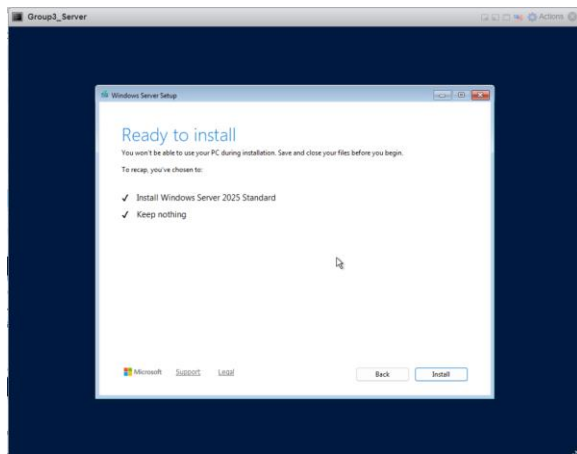 Group3_Server
Actions
Windows Server Setup
Ready to install
You won't be able to use your PC during installation. Save and close your files before you begin.
To recap, you've chosen to:
✓ Install Windows Server 2025 Standard
✓ Keep nothing
Microsoft Support Legal
Back Install